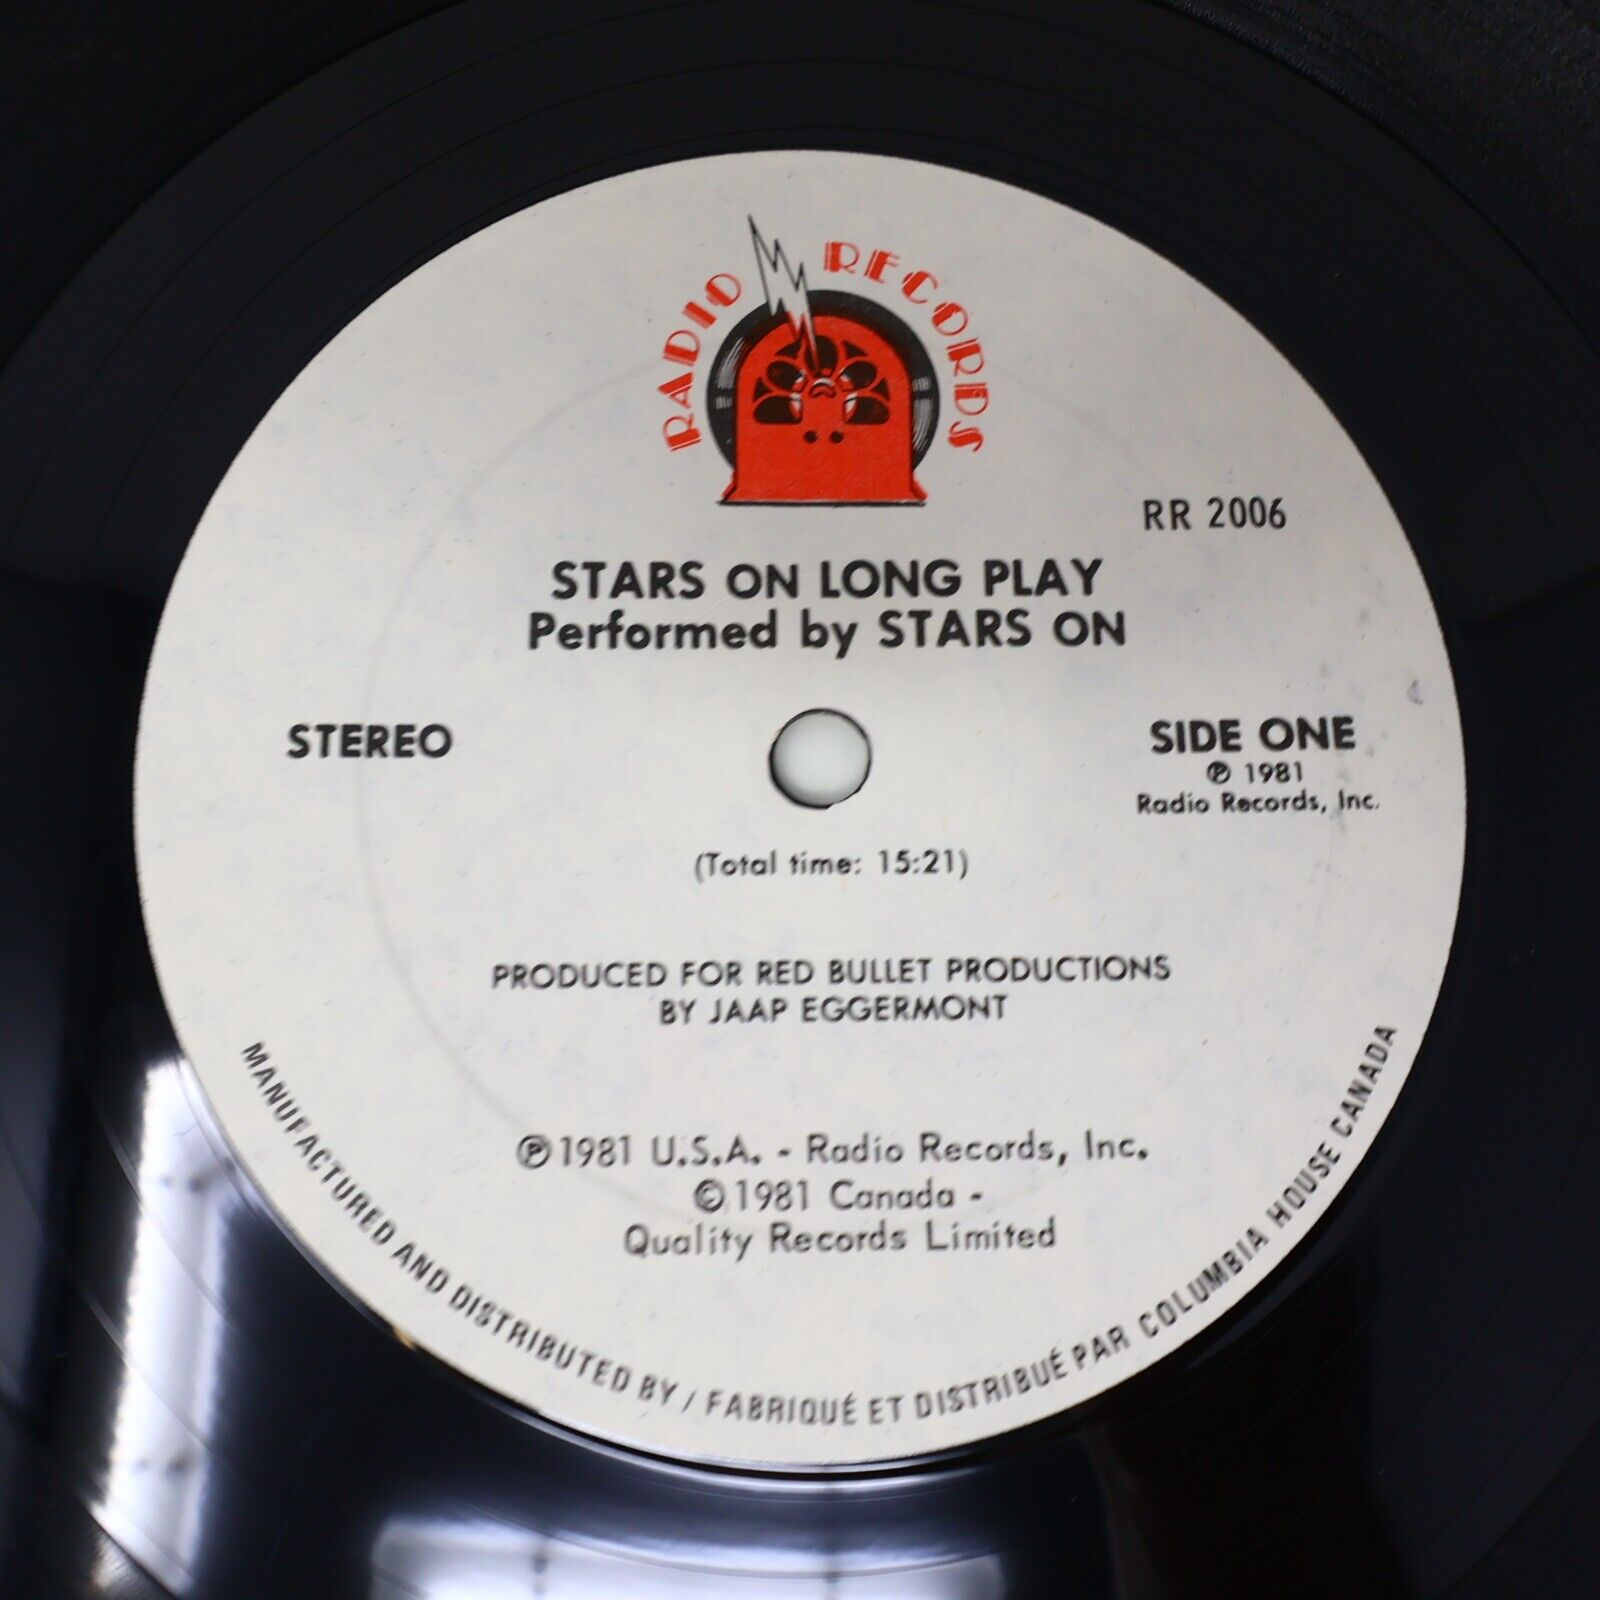 RADIO RECORDS
RR 2006
STARS ON LONG PLAY
Performed by STARS ON
STEREO
SIDE ONE
℗ 1981
Radio Records, Inc.
(Total time: 15:21)
PRODUCED FOR RED BULLET PRODUCTIONS
BY JAAP EGGERMONT
℗1981 U.S.A. - Radio Records, Inc.
©1981 Canada -
Quality Records Limited
MANUFACTURED AND DISTRIBUTED BY / FABRIQUÉ ET DISTRIBUÉ PAR COLUMBIA HOUSE CANADA